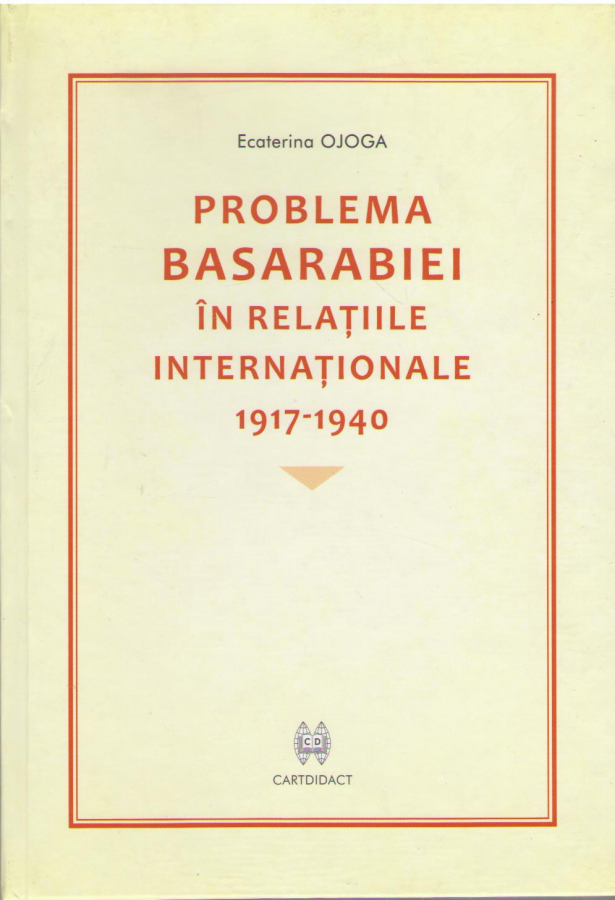 Ecaterina OJOGA
PROBLEMA
BASARABIEI
ÎN RELAȚIILE
INTERNAȚIONALE
1917-1940
CD
CARTDIDACT